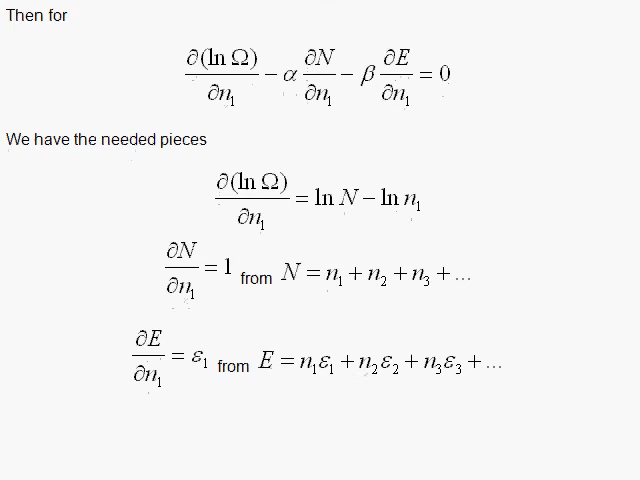 Then for
∂(ln Ω)/∂n₁ − α ∂N/∂n₁ − β ∂E/∂n₁ = 0
We have the needed pieces
∂(ln Ω)/∂n₁ = ln N − ln n₁
∂N/∂n₁ = 1 from N = n₁ + n₂ + n₃ + ...
∂E/∂n₁ = ε₁ from E = n₁ε₁ + n₂ε₂ + n₃ε₃ + ...